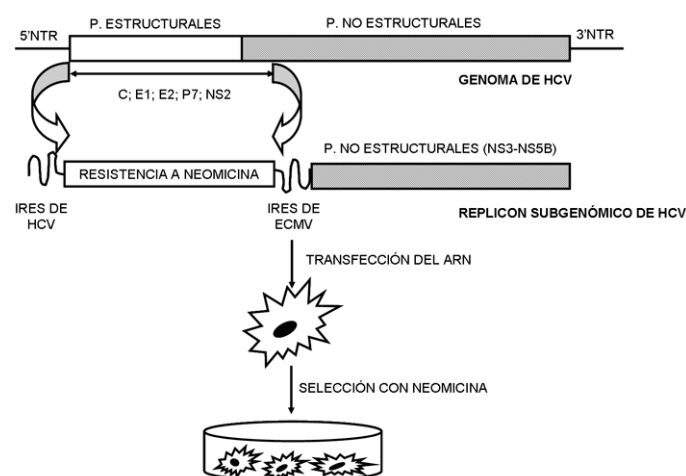 P. ESTRUCTURALES
P. NO ESTRUCTURALES
5'NTR
3'NTR
C; E1; E2; P7; NS2
GENOMA DE HCV
P. NO ESTRUCTURALES (NS3-NS5B)
RESISTENCIA A NEOMICINA
IRES DE
HCV
IRES DE
ECMV
REPLICON SUBGENÓMICO DE HCV
TRANSFECCIÓN DEL ARN
SELECCIÓN CON NEOMICINA